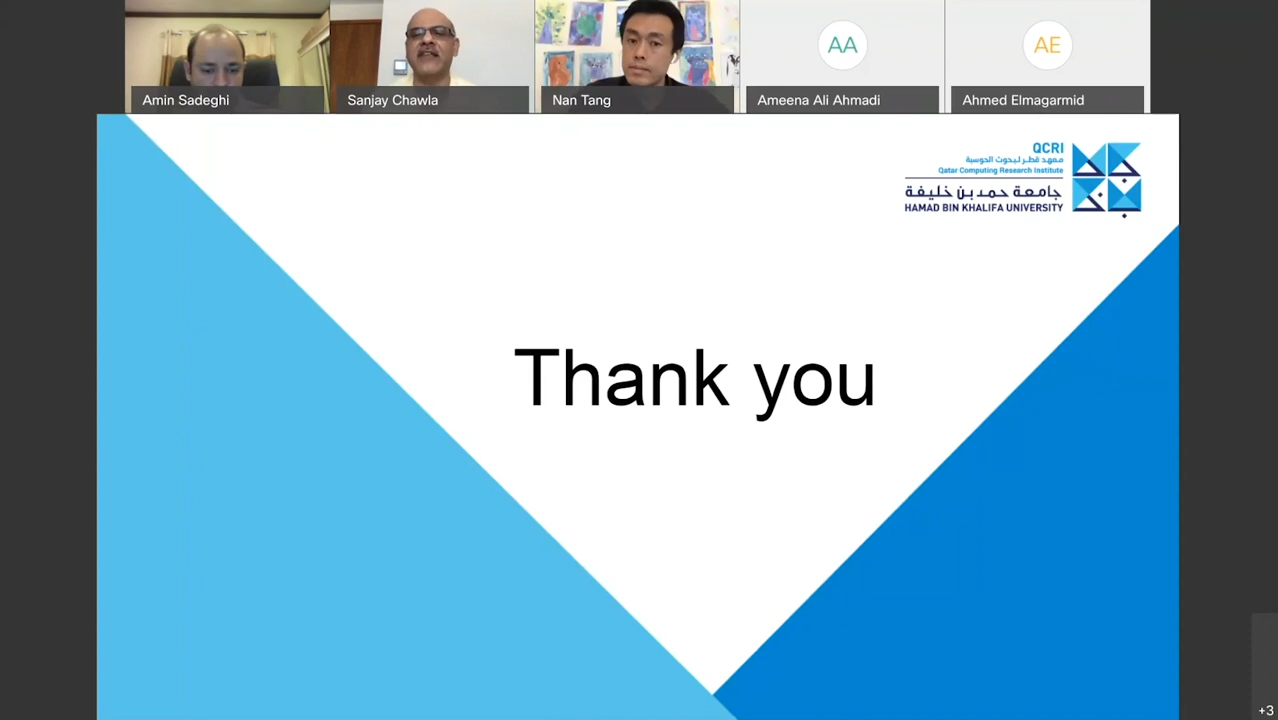 Amin Sadeghi
Sanjay Chawla
Nan Tang
AA
Ameena Ali Ahmadi
AE
Ahmed Elmagarmid
QCRI
معهد قطر لبحوث الحوسبة
Qatar Computing Research Institute
جامعة حمد بن خليفة
HAMAD BIN KHALIFA UNIVERSITY
Thank you
+3